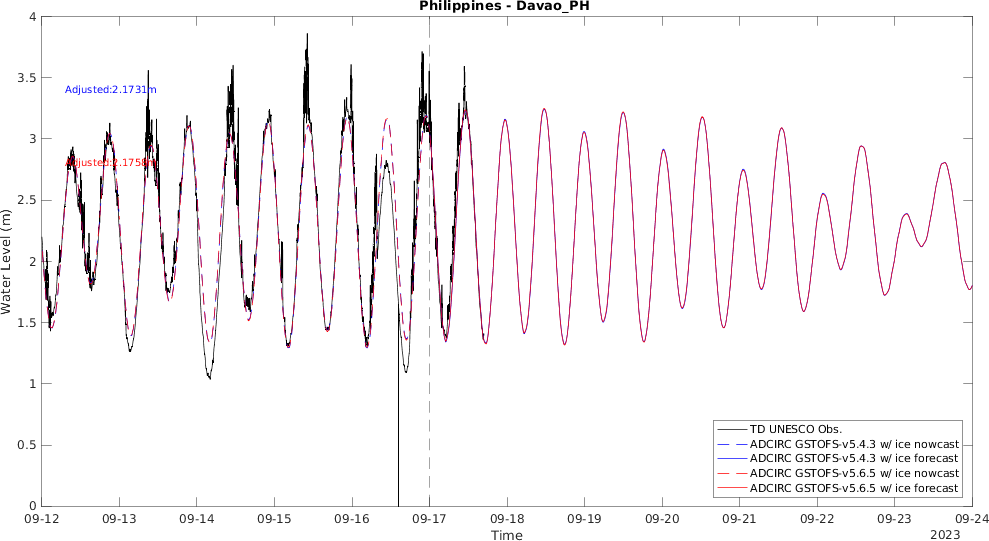 Philippines - Davao_PH
Water Level (m)
4
3.5
3
2.5
2
1.5
1
0.5
0
Adjusted:2.1731m
Adjusted:2.1758m
TD UNESCO Obs.
ADCIRC GSTOFS-v5.4.3 w/ ice nowcast
ADCIRC GSTOFS-v5.4.3 w/ ice forecast
ADCIRC GSTOFS-v5.6.5 w/ ice nowcast
ADCIRC GSTOFS-v5.6.5 w/ ice forecast
09-12 09-13 09-14 09-15 09-16 09-17 09-18 09-19 09-20 09-21 09-22 09-23 09-24
Time
2023